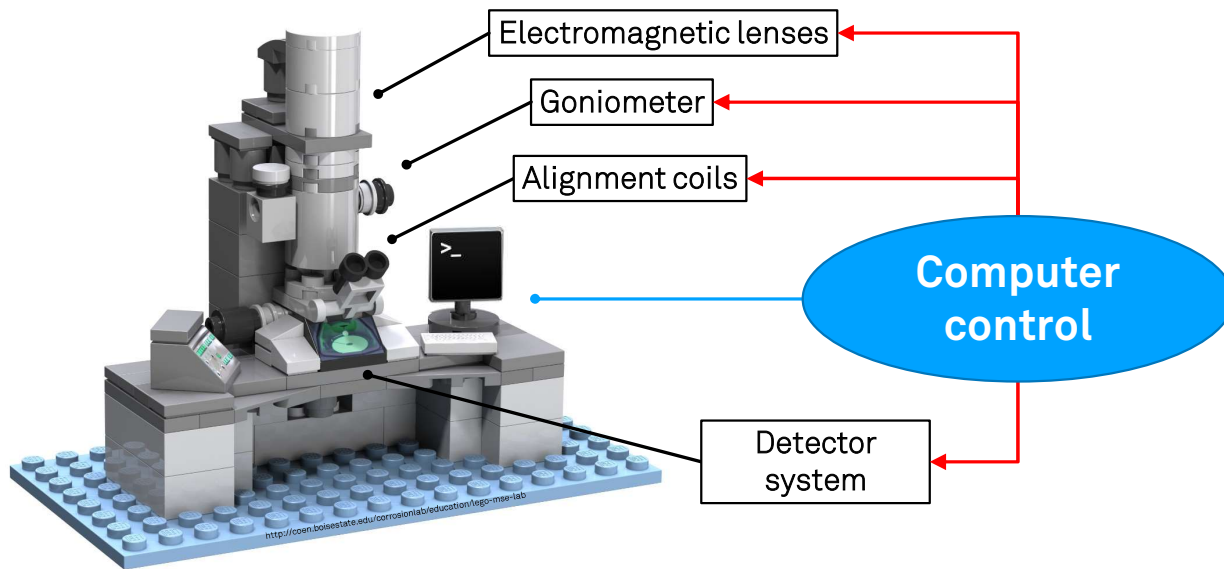 Electromagnetic lenses
Goniometer
Alignment coils
>_
Computer
control
Detector
system
http://coen.boisestate.edu/corrosionlab/education/lego-mse-lab